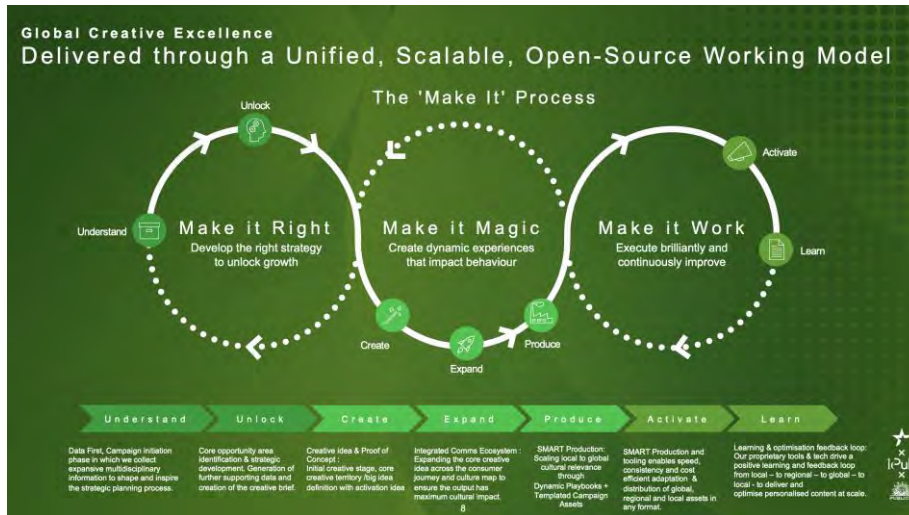 Global Creative Excellence
Delivered through a Unified, Scalable, Open-Source Working Model
The 'Make It' Process
Unlock
Activate
Understand
Make it Right
Develop the right strategy
to unlock growth
Make it Magic
Create dynamic experiences
that impact behaviour
Make it Work
Execute brilliantly and
continuously improve
Learn
Create
Expand
Produce
Understand
Unlock
Create
Expand
Produce
Activate
Learn
Data First, Campaign initiation
phase in which we collect
expansive multidisciplinary
information to shape and inspire
the strategic planning process.
Core opportunity area
identification & strategic
development. Generation of
further supporting data and
creation of the creative brief.
Creative idea & Proof of
Concept :
Initial creative stage, core
creative territory /big idea
definition with activation idea
Integrated Comms Ecosystem :
Expanding the core creative
idea across the consumer
journey and culture map to
ensure the output has
maximum cultural impact.
SMART Production:
Scaling local to global
cultural relevance
through
Dynamic Playbooks +
Templated Campaign
Assets
SMART Production and
tooling enables speed,
consistency and cost
efficient adaptation &
distribution of global,
regional and local assets in
any format.
Learning & optimisation feedback loop:
Our proprietary tools & tech drive a
positive learning and feedback loop
from local – to regional – to global – to
local - to deliver and
optimise personalised content at scale.
8